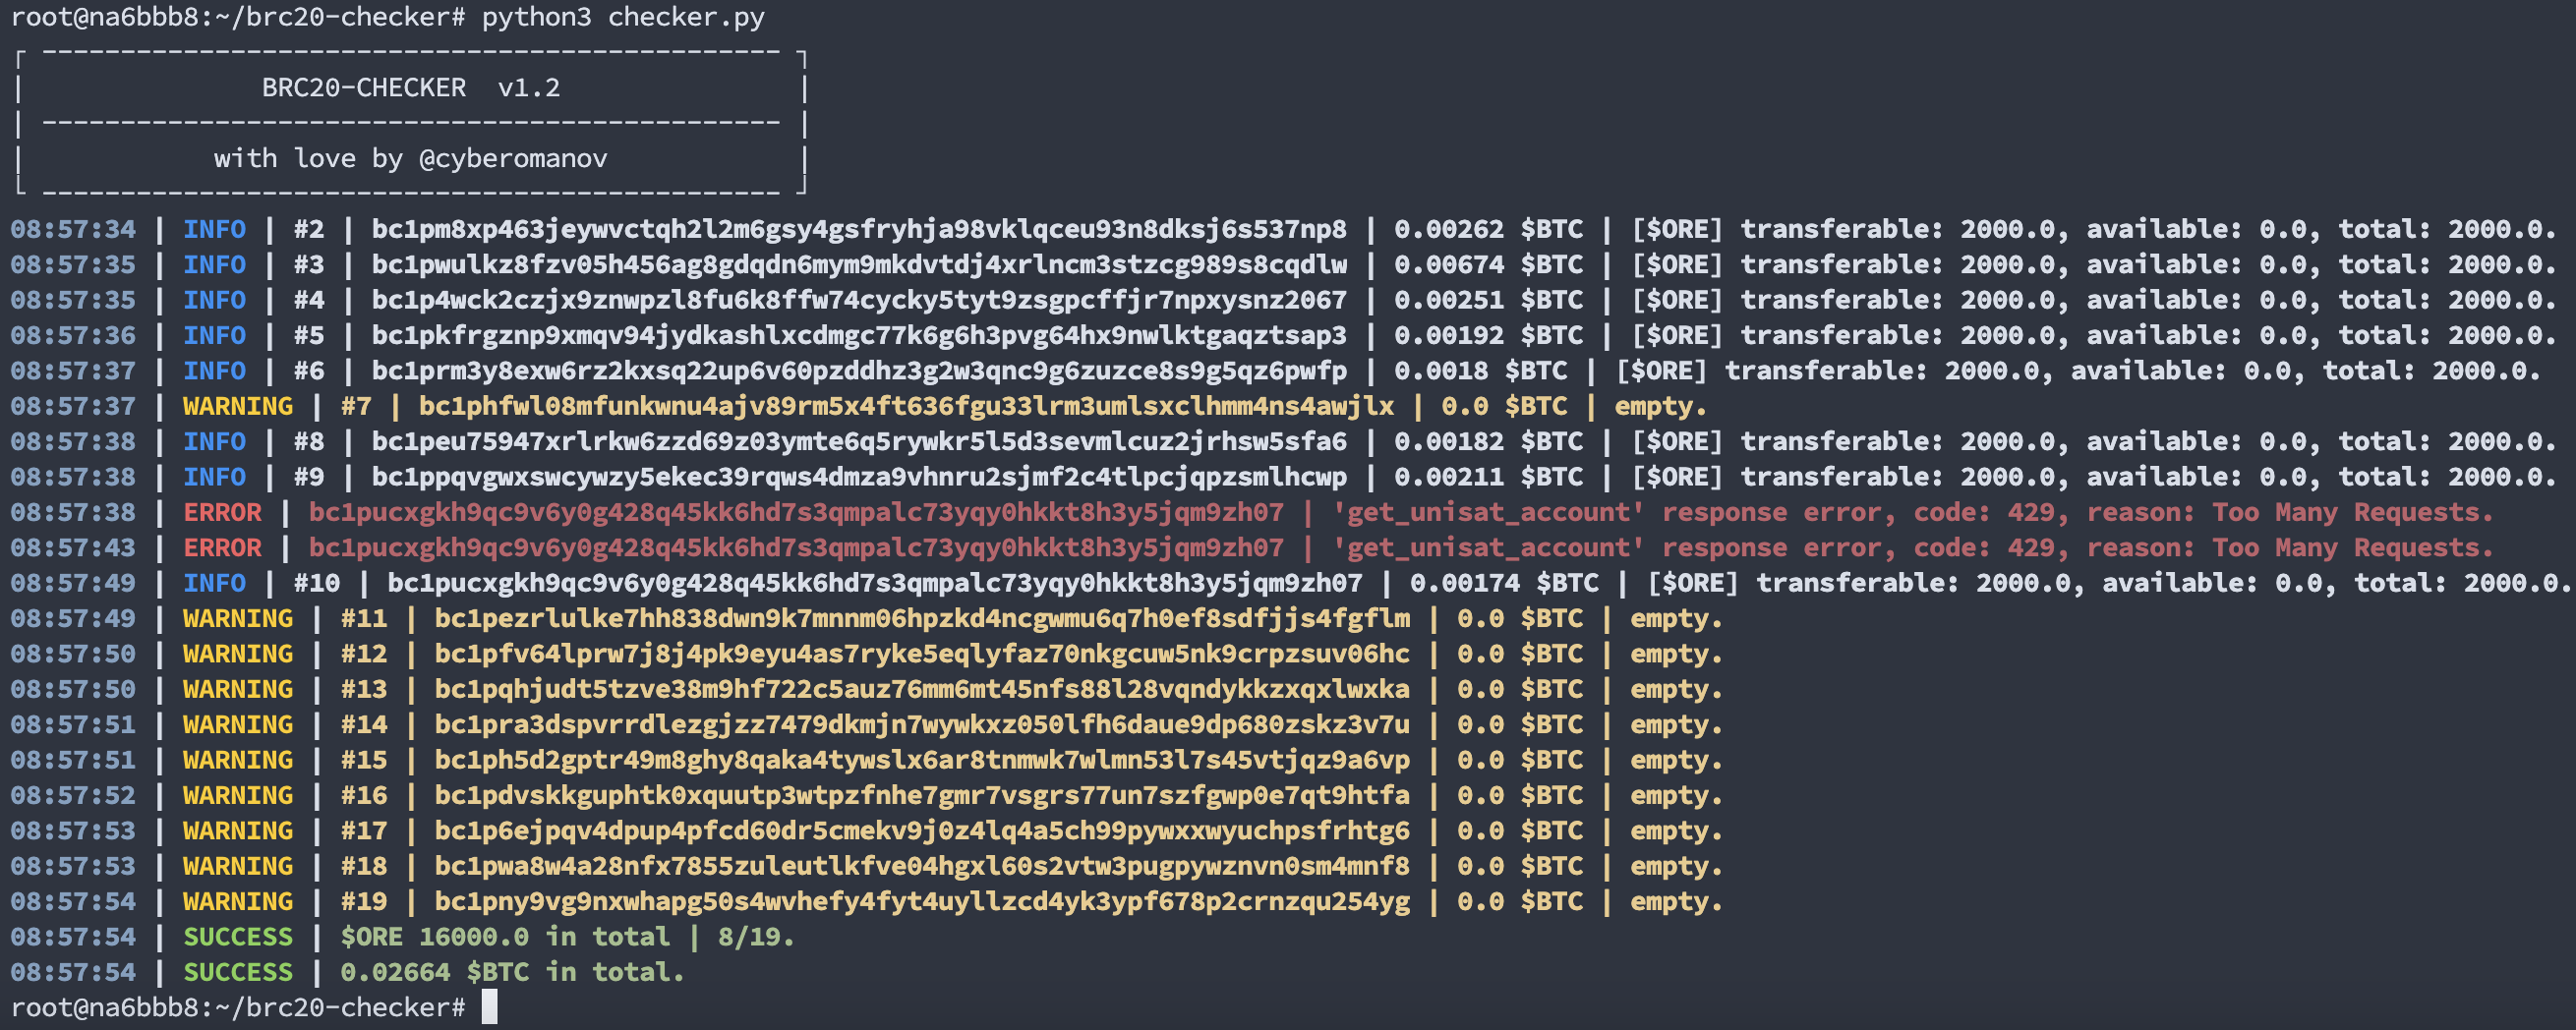 root@na6bbb8:~/brc20-checker# python3 checker.py
BRC20-CHECKER  v1.2
with love by @cyberomanov
08:57:34 | INFO | #2 | bc1pm8xp463jeywvctqh2l2m6gsy4gsfryhja98vklqceu93n8dksj6s537np8 | 0.00262 $BTC | [$ORE] transferable: 2000.0, available: 0.0, total: 2000.0.
08:57:35 | INFO | #3 | bc1pwulkz8fzv05h456ag8gdqdn6mym9mkdvtdj4xrlncm3stzcg989s8cqdlw | 0.00674 $BTC | [$ORE] transferable: 2000.0, available: 0.0, total: 2000.0.
08:57:35 | INFO | #4 | bc1p4wck2czjx9znwpzl8fu6k8ffw74cycky5tyt9zsgpcffjr7npxysnz2067 | 0.00251 $BTC | [$ORE] transferable: 2000.0, available: 0.0, total: 2000.0.
08:57:36 | INFO | #5 | bc1pkfrgznp9xmqv94jydkashlxcdmgc77k6g6h3pvg64hx9nwlktgaqztsap3 | 0.00192 $BTC | [$ORE] transferable: 2000.0, available: 0.0, total: 2000.0.
08:57:37 | INFO | #6 | bc1prm3y8exw6rz2kxsq22up6v60pzddhz3g2w3qnc9g6zuzce8s9g5qz6pwfp | 0.0018 $BTC | [$ORE] transferable: 2000.0, available: 0.0, total: 2000.0.
08:57:37 | WARNING | #7 | bc1phfwl08mfunkwnu4ajv89rm5x4ft636fgu33lrm3umlsxclhmm4ns4awjlx | 0.0 $BTC | empty.
08:57:38 | INFO | #8 | bc1peu75947xrlrkw6zzd69z03ymte6q5rywkr5l5d3sevmlcuz2jrhsw5sfa6 | 0.00182 $BTC | [$ORE] transferable: 2000.0, available: 0.0, total: 2000.0.
08:57:38 | INFO | #9 | bc1ppqvgwxswcywzy5ekec39rqws4dmza9vhnru2sjmf2c4tlpcjqpzsmlhcwp | 0.00211 $BTC | [$ORE] transferable: 2000.0, available: 0.0, total: 2000.0.
08:57:38 | ERROR | bc1pucxgkh9qc9v6y0g428q45kk6hd7s3qmpalc73yqy0hkkt8h3y5jqm9zh07 | 'get_unisat_account' response error, code: 429, reason: Too Many Requests.
08:57:43 | ERROR | bc1pucxgkh9qc9v6y0g428q45kk6hd7s3qmpalc73yqy0hkkt8h3y5jqm9zh07 | 'get_unisat_account' response error, code: 429, reason: Too Many Requests.
08:57:49 | INFO | #10 | bc1pucxgkh9qc9v6y0g428q45kk6hd7s3qmpalc73yqy0hkkt8h3y5jqm9zh07 | 0.00174 $BTC | [$ORE] transferable: 2000.0, available: 0.0, total: 2000.0.
08:57:49 | WARNING | #11 | bc1pezrlulke7hh838dwn9k7mnnm06hpzkd4ncgwmu6q7h0ef8sdfjjs4fgflm | 0.0 $BTC | empty.
08:57:50 | WARNING | #12 | bc1pfv64lprw7j8j4pk9eyu4as7ryke5eqlyfaz70nkgcuw5nk9crpzsuv06hc | 0.0 $BTC | empty.
08:57:50 | WARNING | #13 | bc1pqhjudt5tzve38m9hf722c5auz76mm6mt45nfs88l28vqndykkzxqxlwxka | 0.0 $BTC | empty.
08:57:51 | WARNING | #14 | bc1pra3dspvrrdlezgjzz7479dkmjn7wywkxz050lfh6daue9dp680zskz3v7u | 0.0 $BTC | empty.
08:57:51 | WARNING | #15 | bc1ph5d2gptr49m8ghy8qaka4tywslx6ar8tnmwk7wlmn53l7s45vtjqz9a6vp | 0.0 $BTC | empty.
08:57:52 | WARNING | #16 | bc1pdvskkguphtk0xquutp3wtpzfnhe7gmr7vsgrs77un7szfgwp0e7qt9htfa | 0.0 $BTC | empty.
08:57:53 | WARNING | #17 | bc1p6ejpqv4dpup4pfcd60dr5cmekv9j0z4lq4a5ch99pywxxwyuchpsfrhtg6 | 0.0 $BTC | empty.
08:57:53 | WARNING | #18 | bc1pwa8w4a28nfx7855zuleutlkfve04hgxl60s2vtw3pugpywznvn0sm4mnf8 | 0.0 $BTC | empty.
08:57:54 | WARNING | #19 | bc1pny9vg9nxwhapg50s4wvhefy4fyt4uyllzcd4yk3ypf678p2crnzqu254yg | 0.0 $BTC | empty.
08:57:54 | SUCCESS | $ORE 16000.0 in total | 8/19.
08:57:54 | SUCCESS | 0.02664 $BTC in total.
root@na6bbb8:~/brc20-checker#